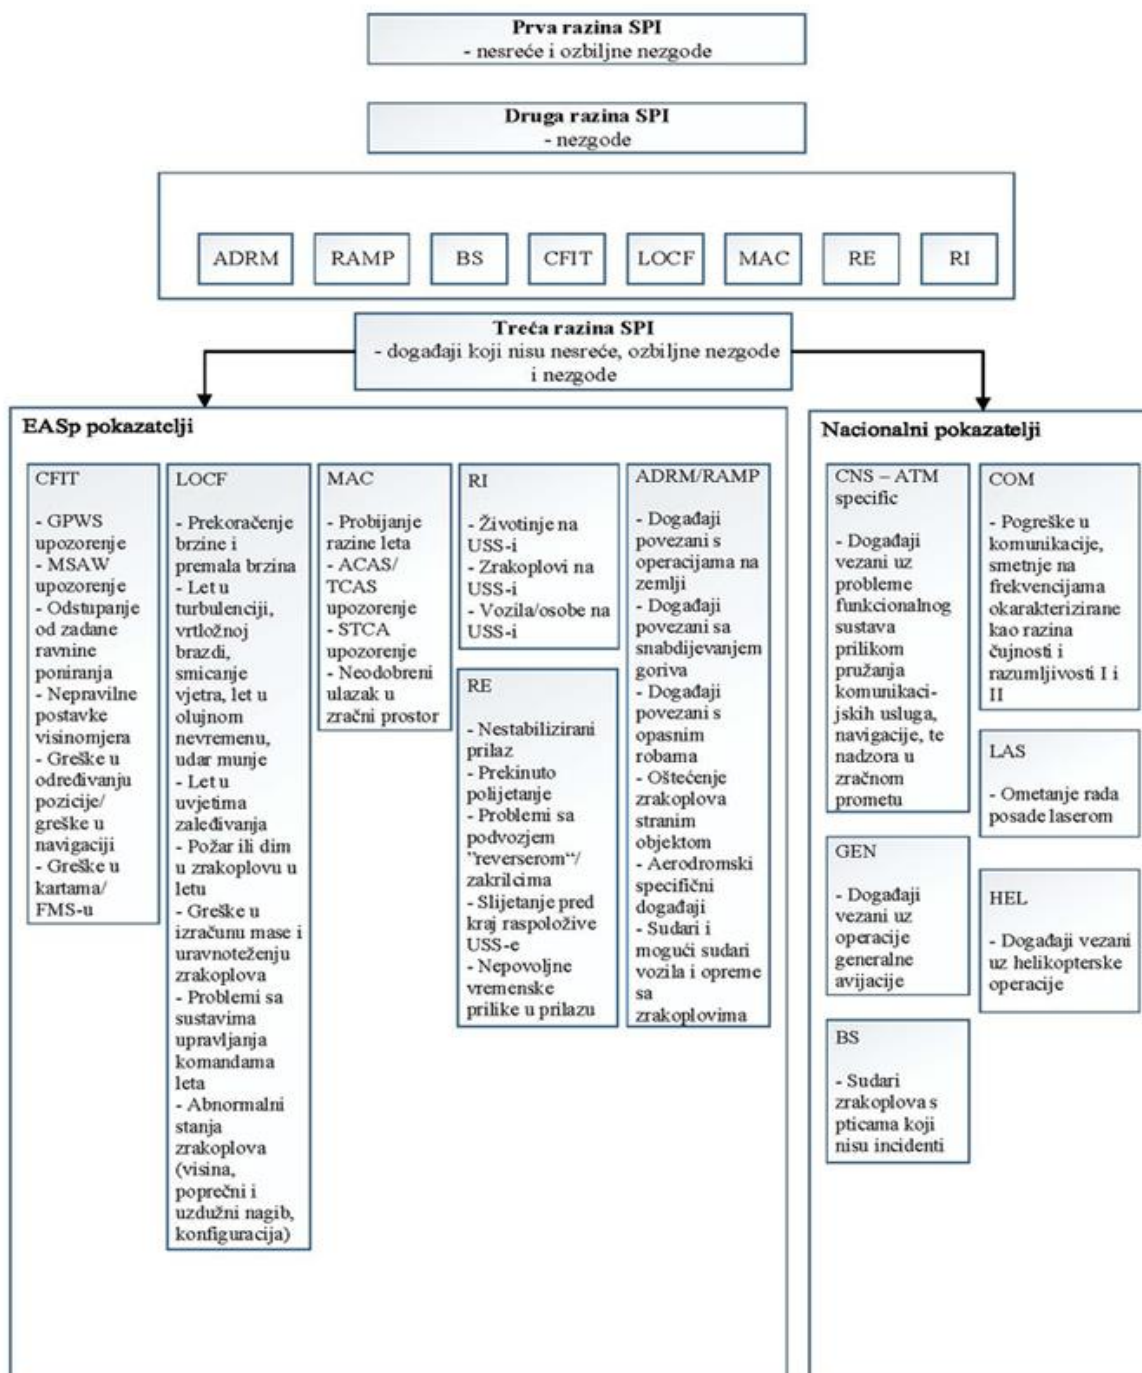 Prva razina SPI
- nesreće i ozbiljne nezgode
Druga razina SPI
- nezgode
ADRM
RAMP
BS
CFIT
LOCF
MAC
RE
RI
Treća razina SPI
- događaji koji nisu nesreće, ozbiljne nezgode
i nezgode
EASp pokazatelji
CFIT
- GPWS
upozorenje
- MSAW
upozorenje
- Odstupanje
od zadane
ravnine
poniranja
- Nepravilne
postavke
visinomjera
- Greške u
određivanju
pozicije/
greške u
navigaciji
- Greške u
kartama/
FMS-u
LOCF
- Prekoračenje
brzine i
premala brzina
- Let u
turbulenciji,
vrtložnoj
brazdi,
smicanje
vjetra, let u
olujnom
nevremenu,
udar munje
- Let u
uvjetima
zaleđivanja
- Požar ili dim
u zrakoplovu u
letu
- Greške u
izračunu mase i
uravnoteženju
zrakoplova
- Problemi sa
sustavima
upravljanja
komandama
leta
- Abnormalni
stanja
zrakoplova
(visina,
poprečni i
uzdužni nagib,
konfiguracija)
MAC
- Probijanje
razine leta
- ACAS/
TCAS
upozorenje
- STCA
upozorenje
- Neodobreni
ulazak u
zračni prostor
RI
- Životinje na
USS-i
- Zrakoplovi na
USS-i
- Vozila/osobe na
USS-i
RE
- Nestabilizirani
prilaz
- Prekinuto
polijetanje
- Problemi sa
podvozjem
"reverserom“/
zakrilcima
- Slijetanje pred
kraj raspoložive
USS-e
- Nepovoljne
vremenske
prilike u prilazu
ADRM/RAMP
- Događaji
povezani s
operacijama na
zemlji
- Događaji
povezani sa
snabdijevanjem
goriva
- Događaji
povezani s
opasnim
robama
- Oštećenje
zrakoplova
stranim
objektom
- Aerodromski
specifični
događaji
- Sudari i
mogući sudari
vozila i opreme
sa
zrakoplovima
Nacionalni pokazatelji
CNS – ATM
specific
- Događaji
vezani uz
probleme
funkcionalnog
sustava
prilikom
pružanja
komunikaci-
jskih usluga,
navigacije, te
nadzora u
zračnom
prometu
GEN
- Događaji
vezani uz
operacije
generalne
avijacije
BS
- Sudari
zrakoplova s
pticama koji
nisu incidenti
COM
- Pogreške u
komunikacije,
smetnje na
frekvencijama
okarakterizirane
kao razina
čujnosti i
razumljivosti I i
II
LAS
- Ometanje rada
posade laserom
HEL
- Događaji vezani
uz helikopterske
operacije